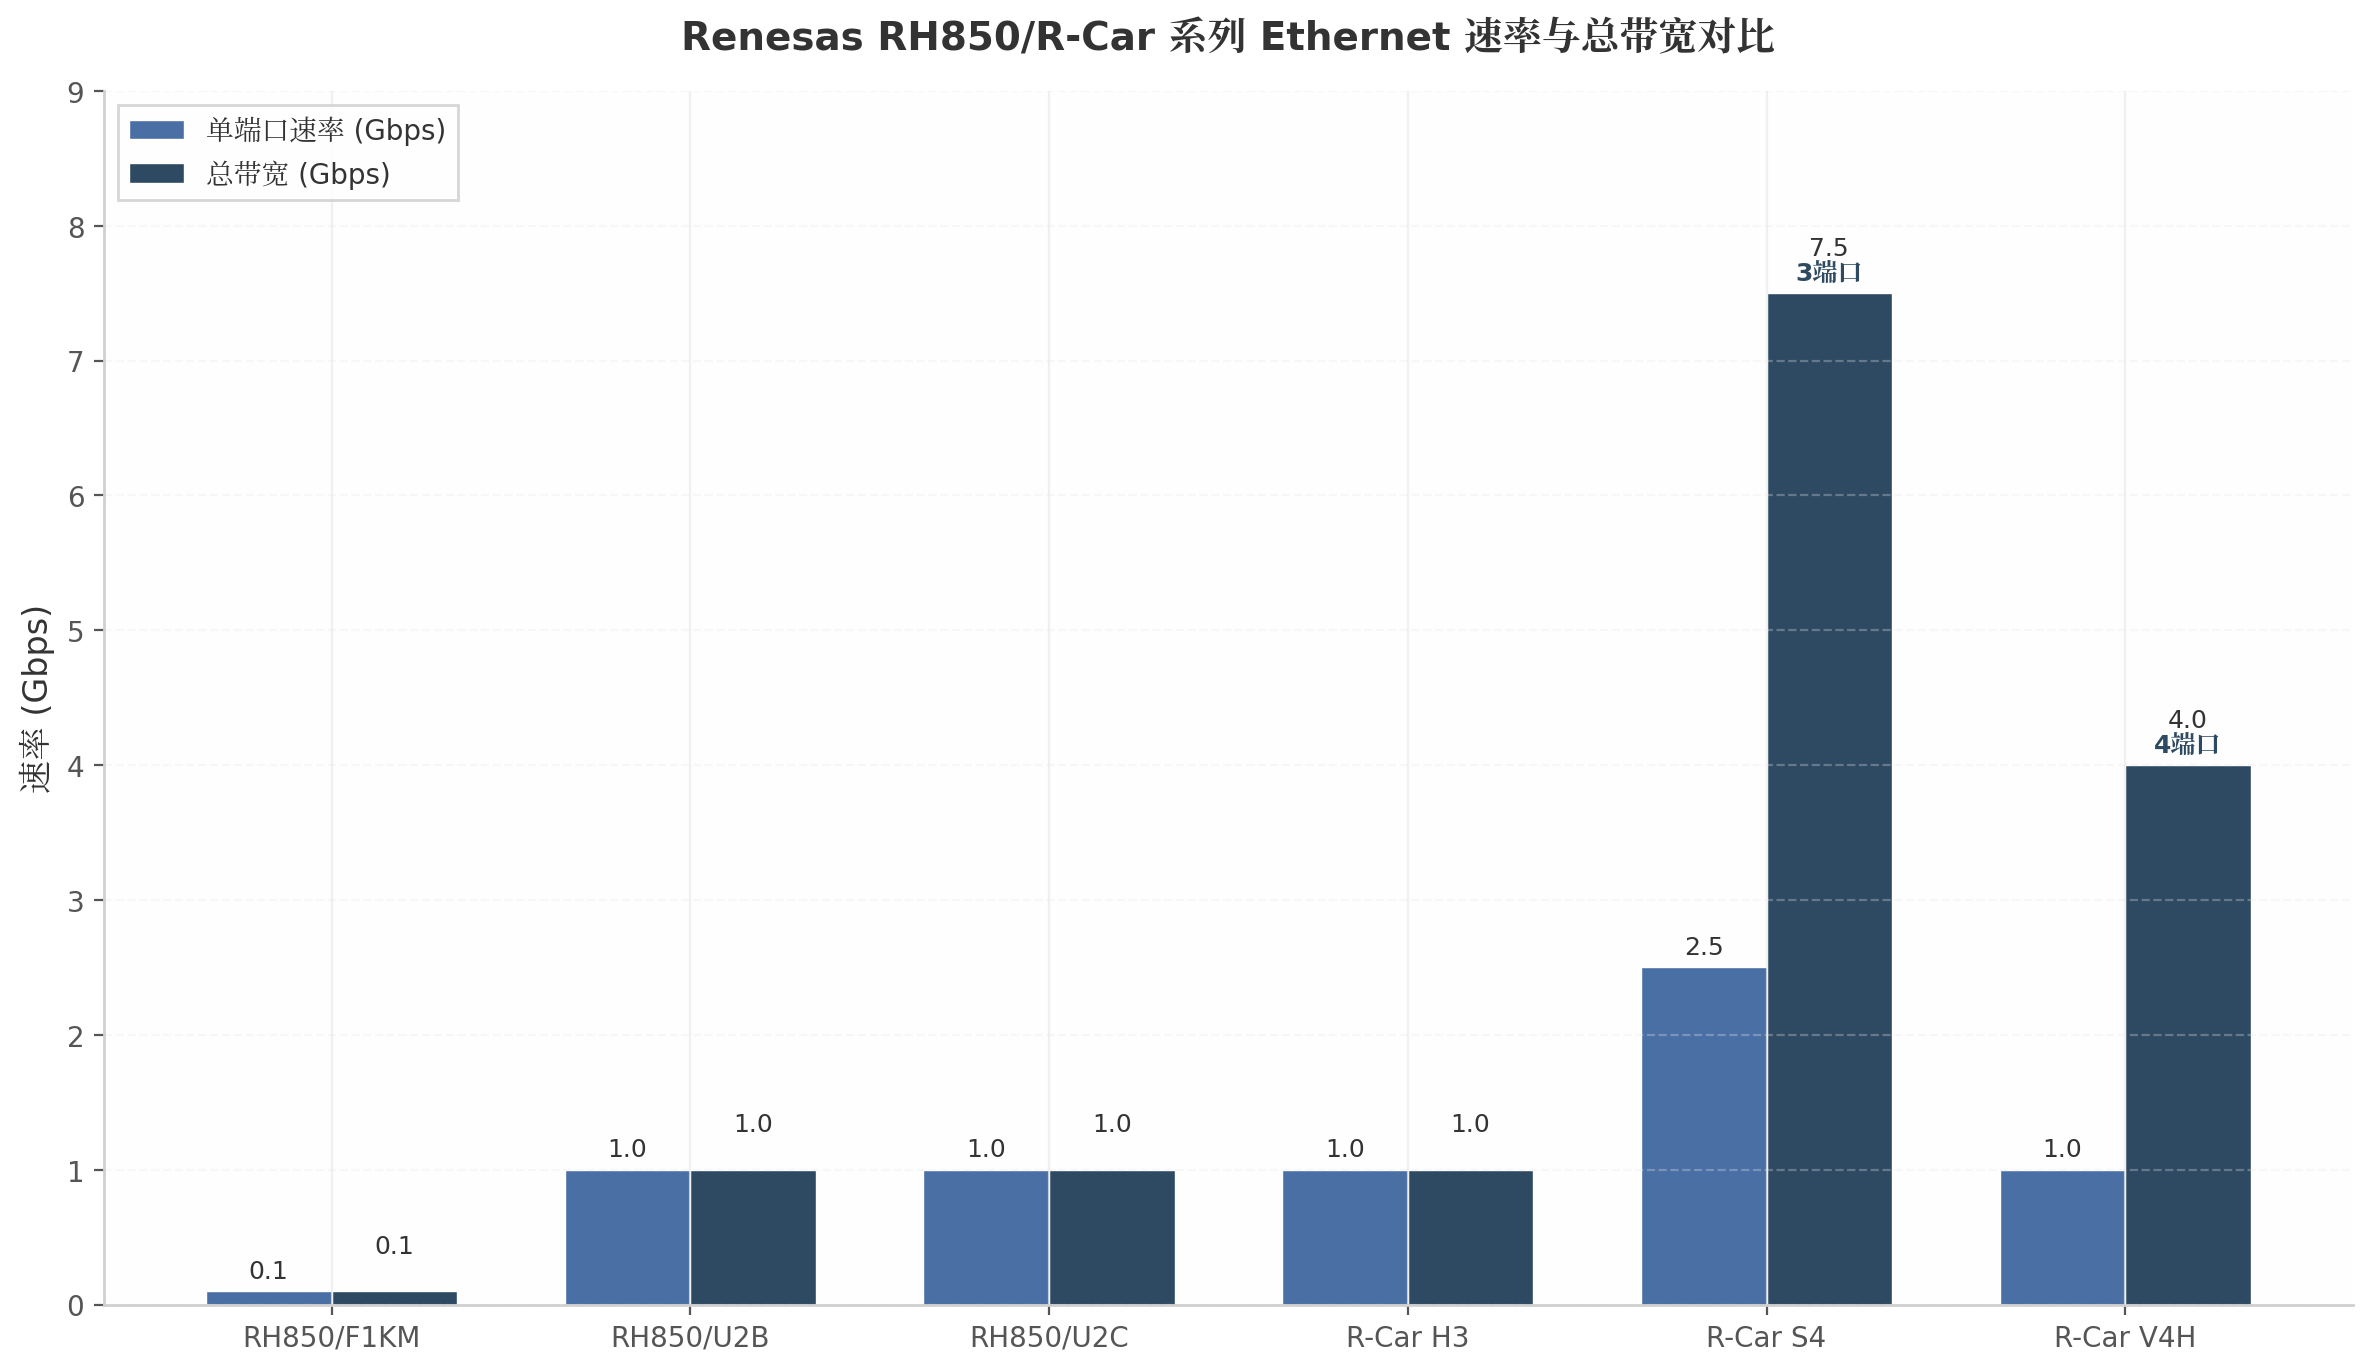 Renesas RH850/R-Car 系列 Ethernet 速率与总带宽对比
单端口速率 (Gbps)
总带宽 (Gbps)
速率 (Gbps)
9
8
7
6
5
4
3
2
1
0
0.1
0.1
1.0
1.0
1.0
1.0
1.0
1.0
2.5
7.5
3端口
1.0
4.0
4端口
RH850/F1KM
RH850/U2B
RH850/U2C
R-Car H3
R-Car S4
R-Car V4H